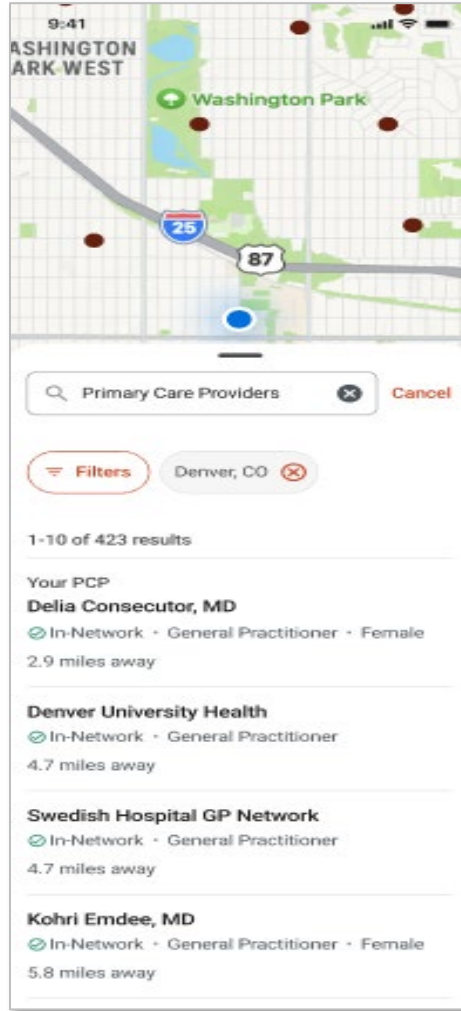 9:41
ASHINGTON
ARK WEST
Washington Park
25
87
Primary Care Providers
Cancel
Filters
Denver, CO
1-10 of 423 results
Your PCP
Delia Consecutor, MD
In-Network · General Practitioner · Female
2.9 miles away
Denver University Health
In-Network · General Practitioner
4.7 miles away
Swedish Hospital GP Network
In-Network · General Practitioner
4.7 miles away
Kohri Emdee, MD
In-Network · General Practitioner · Female
5.8 miles away